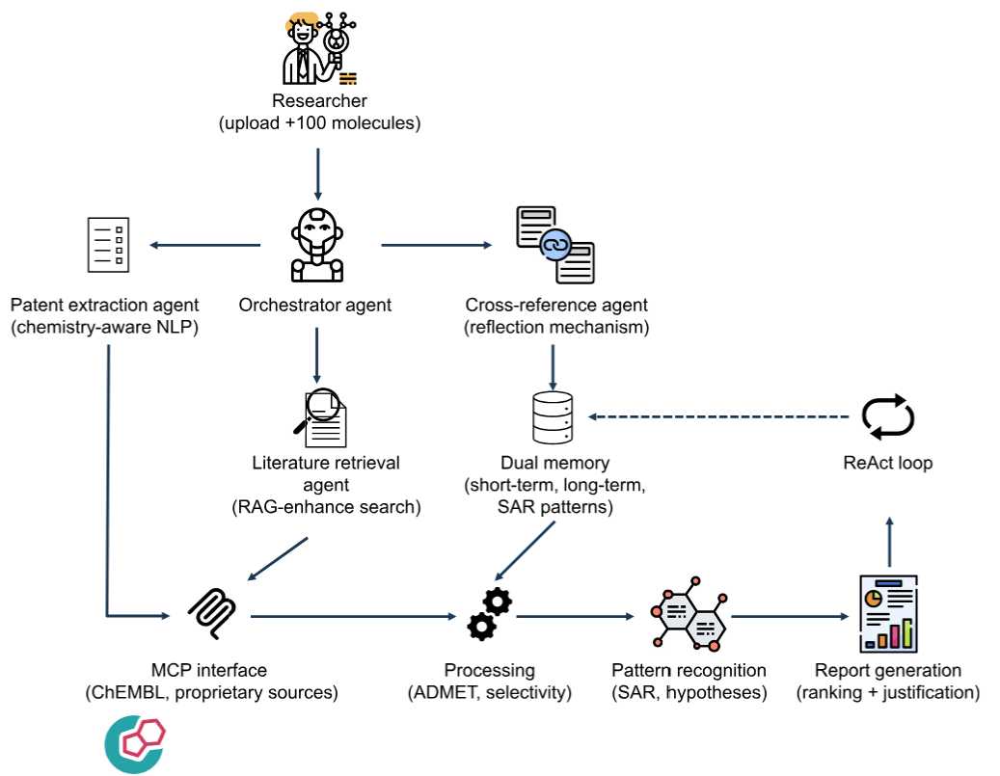 Researcher
(upload +100 molecules)
Patent extraction agent
(chemistry-aware NLP)
Orchestrator agent
Cross-reference agent
(reflection mechanism)
Literature retrieval
agent
(RAG-enhance search)
Dual memory
(short-term, long-term,
SAR patterns)
ReAct loop
MCP interface
(ChEMBL, proprietary sources)
Processing
(ADMET, selectivity)
Pattern recognition
(SAR, hypotheses)
Report generation
(ranking + justification)